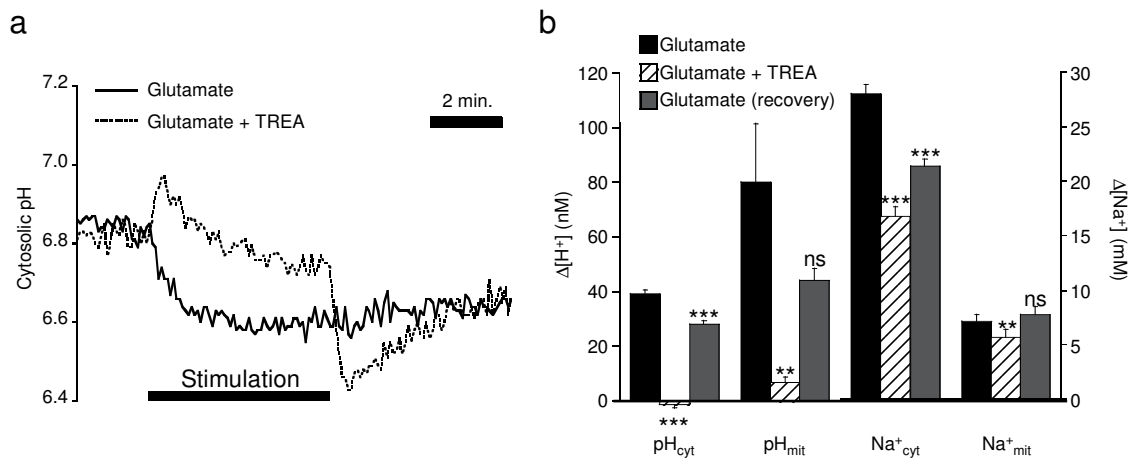 a
7.2
7.0
6.8
6.6
6.4
Cytosolic pH
Glutamate
Glutamate + TREA
2 min.
Stimulation
b
Glutamate
Glutamate + TREA
Glutamate (recovery)
120
100
80
60
40
20
0
Δ[H⁺] (nM)
30
25
20
15
10
5
0
Δ[Na⁺] (mM)
***
***
**
ns
***
***
**
ns
pHcyt
pHmit
Na⁺cyt
Na⁺mit